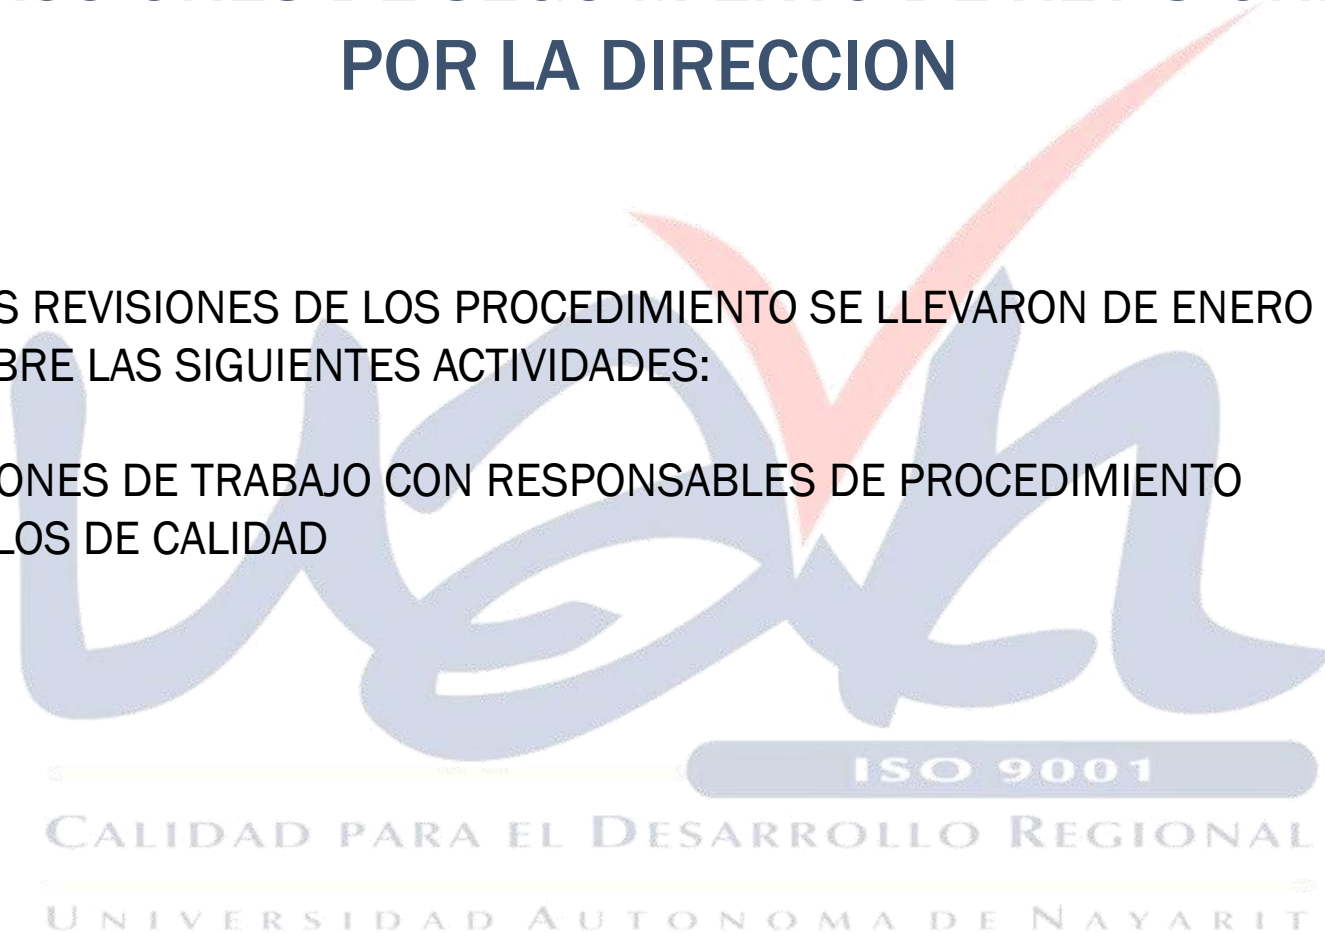 POR LA DIRECCION
S REVISIONES DE LOS PROCEDIMIENTO SE LLEVARON DE ENERO
BRE LAS SIGUIENTES ACTIVIDADES:
ONES DE TRABAJO CON RESPONSABLES DE PROCEDIMIENTO
LOS DE CALIDAD
uan
ISO 9001
CALIDAD PARA EL DESARROLLO REGIONAL
UNIVERSIDAD AUTONOMA DE NAYARIT